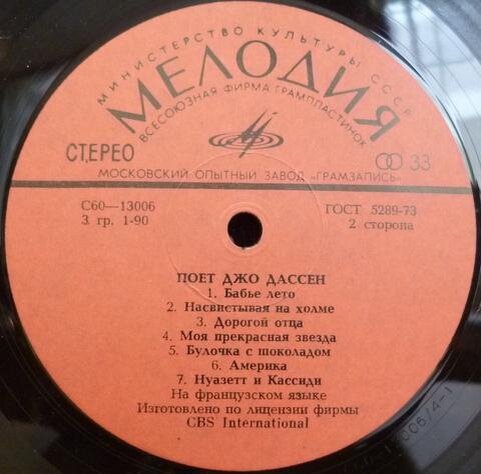 МИНИСТЕРСТВО КУЛЬТУРЫ СССР
МЕЛОДИЯ
ВСЕСОЮЗНАЯ ФИРМА ГРАМПЛАСТИНОК
СТЕРЕО
33
МОСКОВСКИЙ ОПЫТНЫЙ ЗАВОД «ГРАМЗАПИСЬ»
С60—13006
ГОСТ 5289-73
3 гр. 1-90
2 сторона
ПОЕТ ДЖО ДАССЕН
1. Бабье лето
2. Насвистывая на холме
3. Дорогой отца
4. Моя прекрасная звезда
5. Булочка с шоколадом
6. Америка
7. Нуазетт и Кассиди
На французском языке
Изготовлено по лицензии фирмы
CBS International